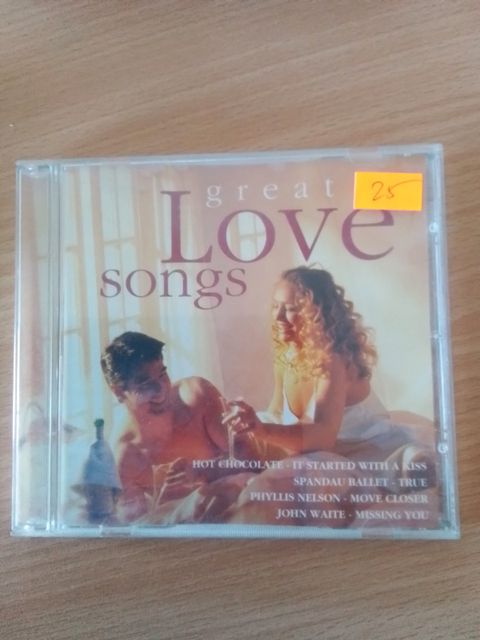 great
25
Love
songs
HOT CHOCOLATE - IT STARTED WITH A KISS
SPANDAU BALLET - TRUE
PHYLLIS NELSON - MOVE CLOSER
JOHN WAITE - MISSING YOU